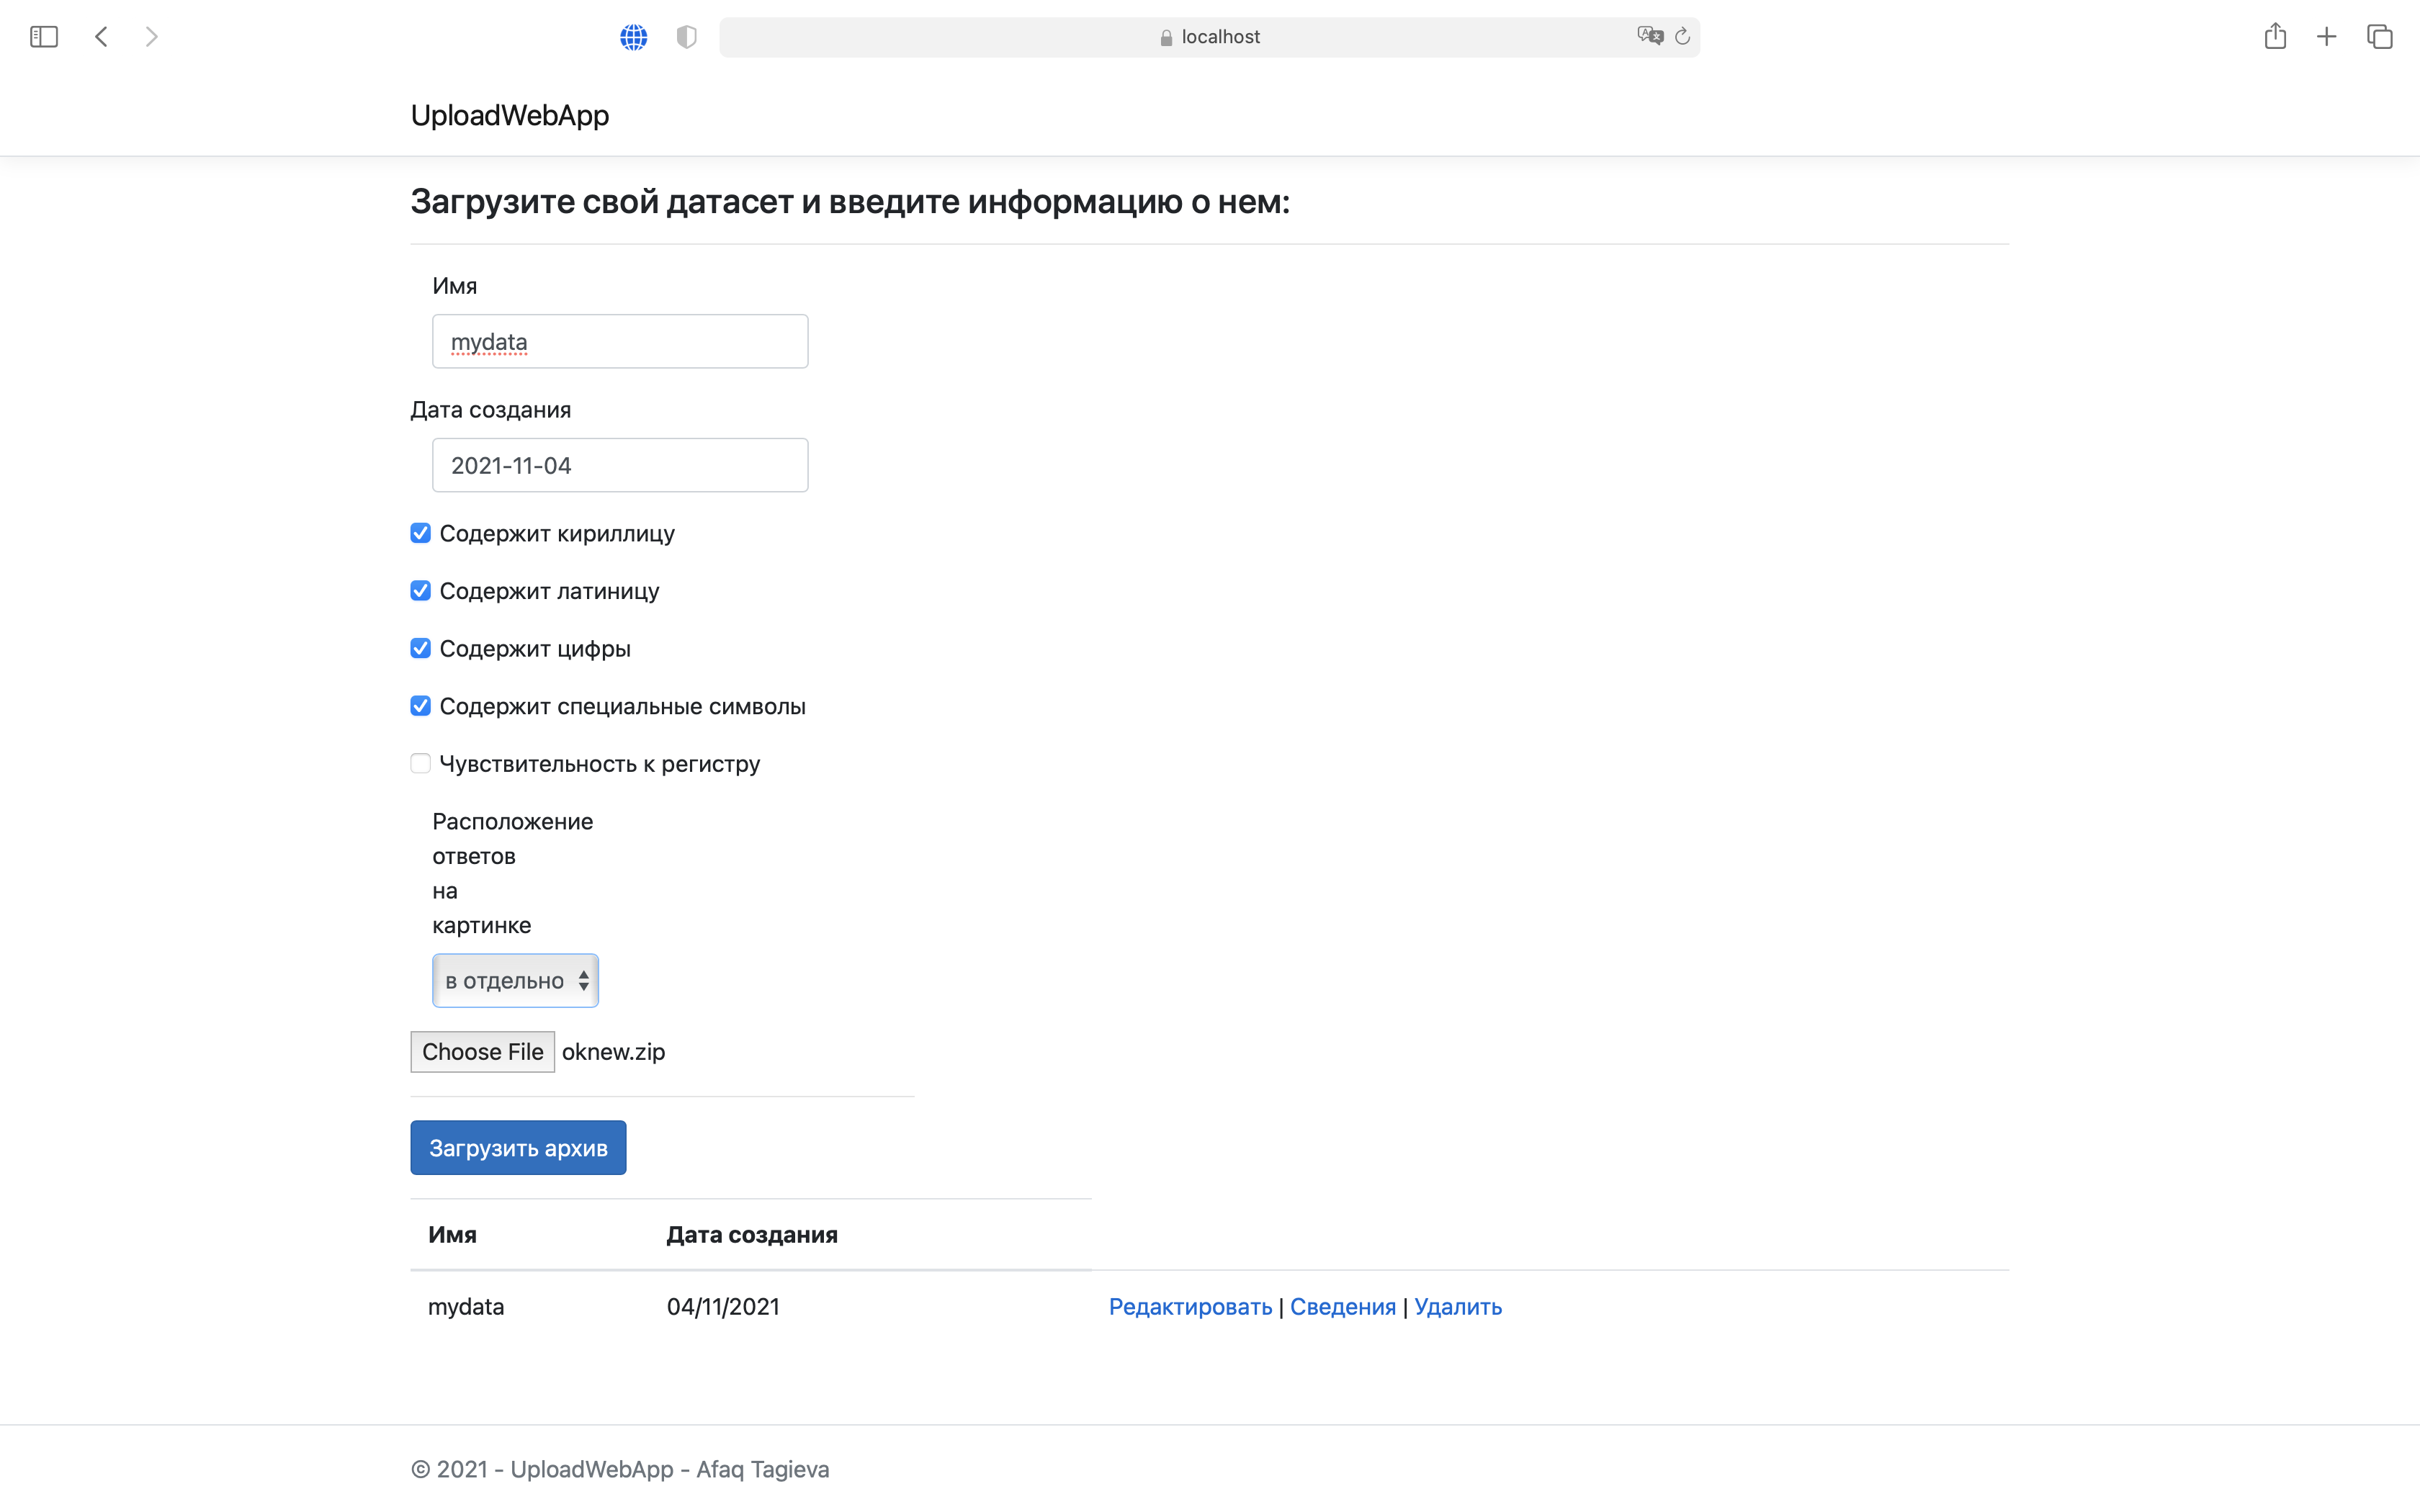 localhost
UploadWebApp
Загрузите свой датасет и введите информацию о нем:
Имя
mydata
Дата создания
2021-11-04
Содержит кириллицу
Содержит латиницу
Содержит цифры
Содержит специальные символы
Чувствительность к регистру
Расположение
ответов
на
картинке
в отдельно
Choose File oknew.zip
Загрузить архив
Имя Дата создания
mydata 04/11/2021 Редактировать | Сведения | Удалить
© 2021 - UploadWebApp - Afaq Tagieva